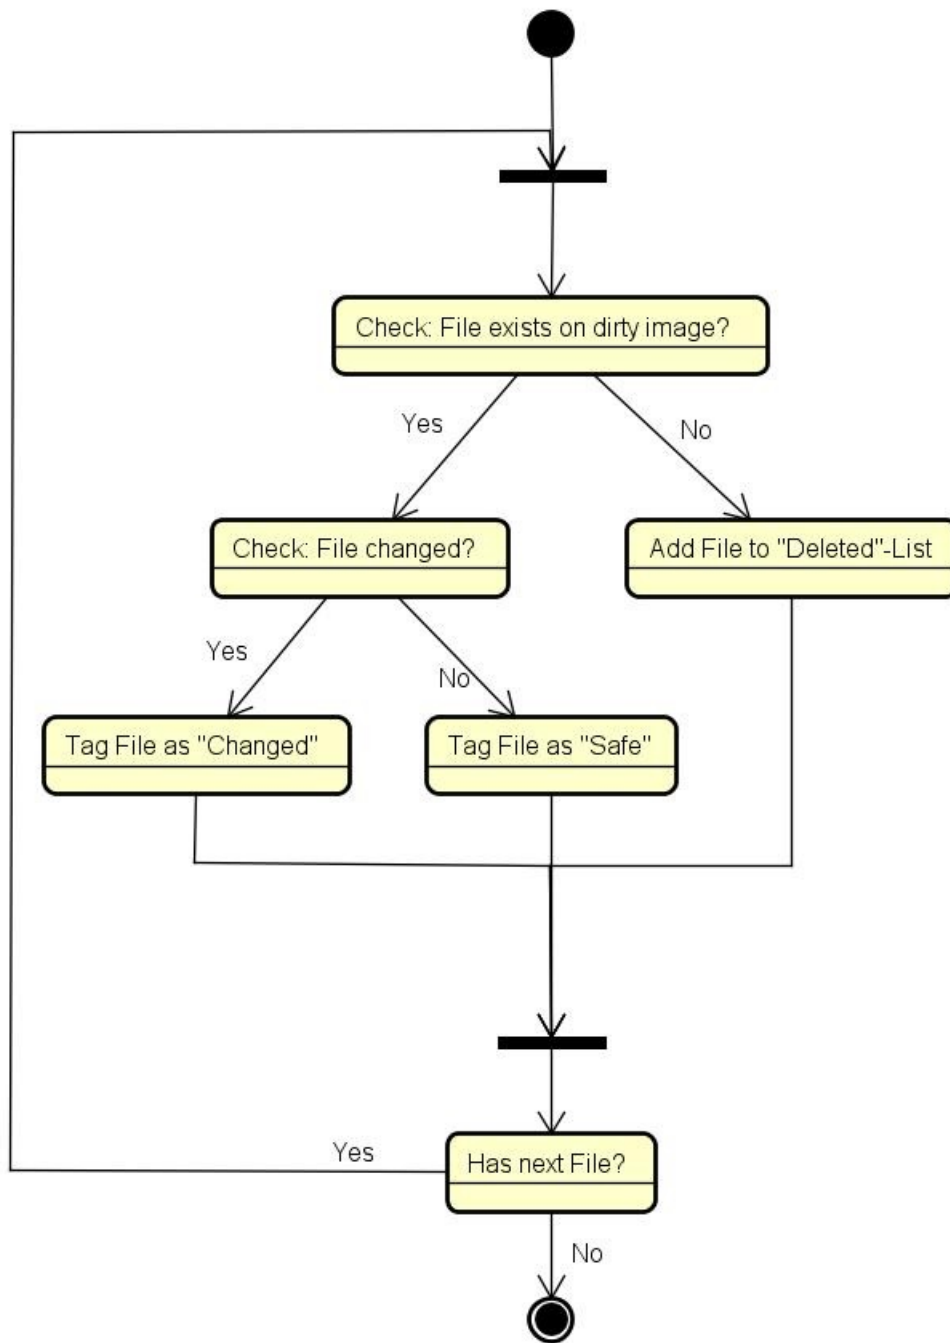 Check: File exists on dirty image?
Yes
No
Check: File changed?
Add File to "Deleted"-List
Yes
No
Tag File as "Changed"
Tag File as "Safe"
Yes
Has next File?
No